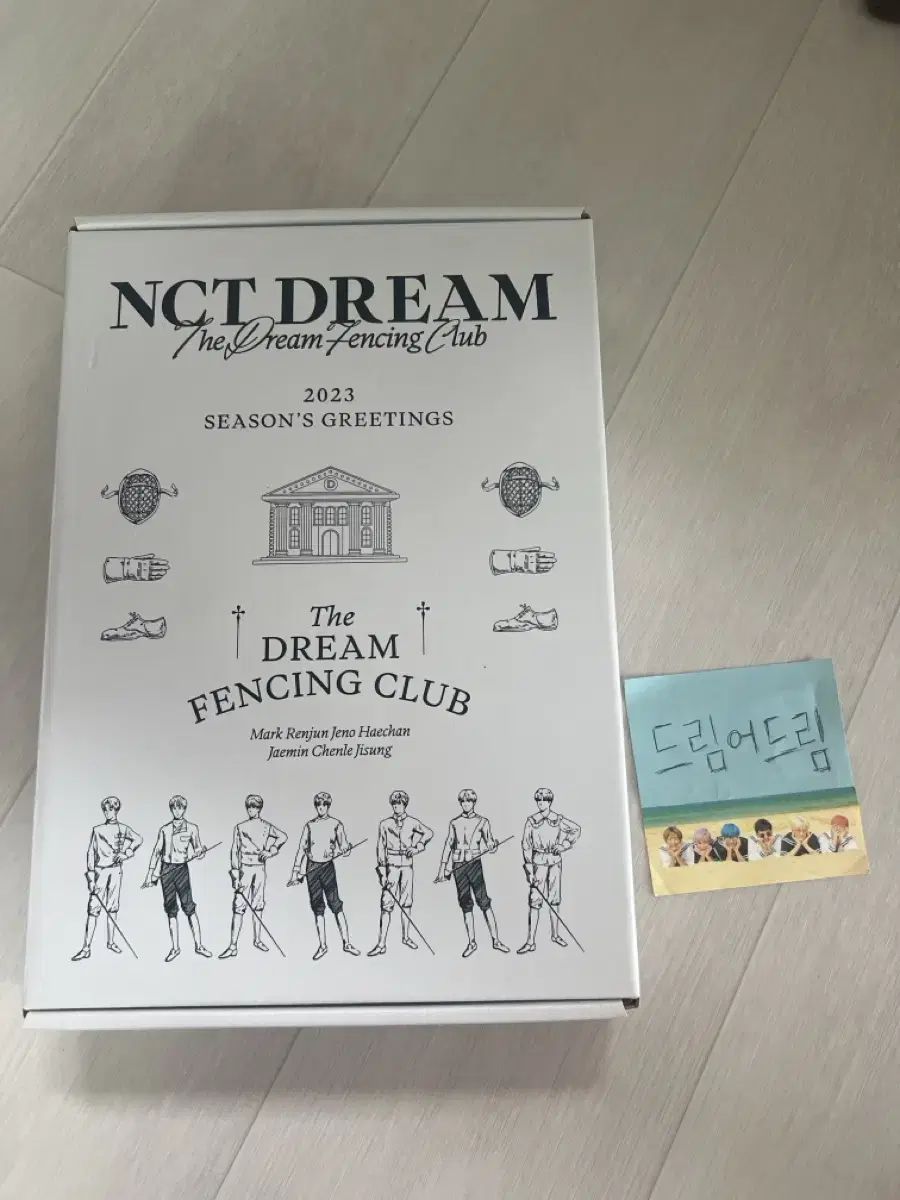 NCT DREAM
The Dream Fencing Club
2023
SEASON'S GREETINGS
D
The
DREAM
FENCING CLUB
Mark Renjun Jeno Haechan
Jaemin Chenle Jisung
드림어드림